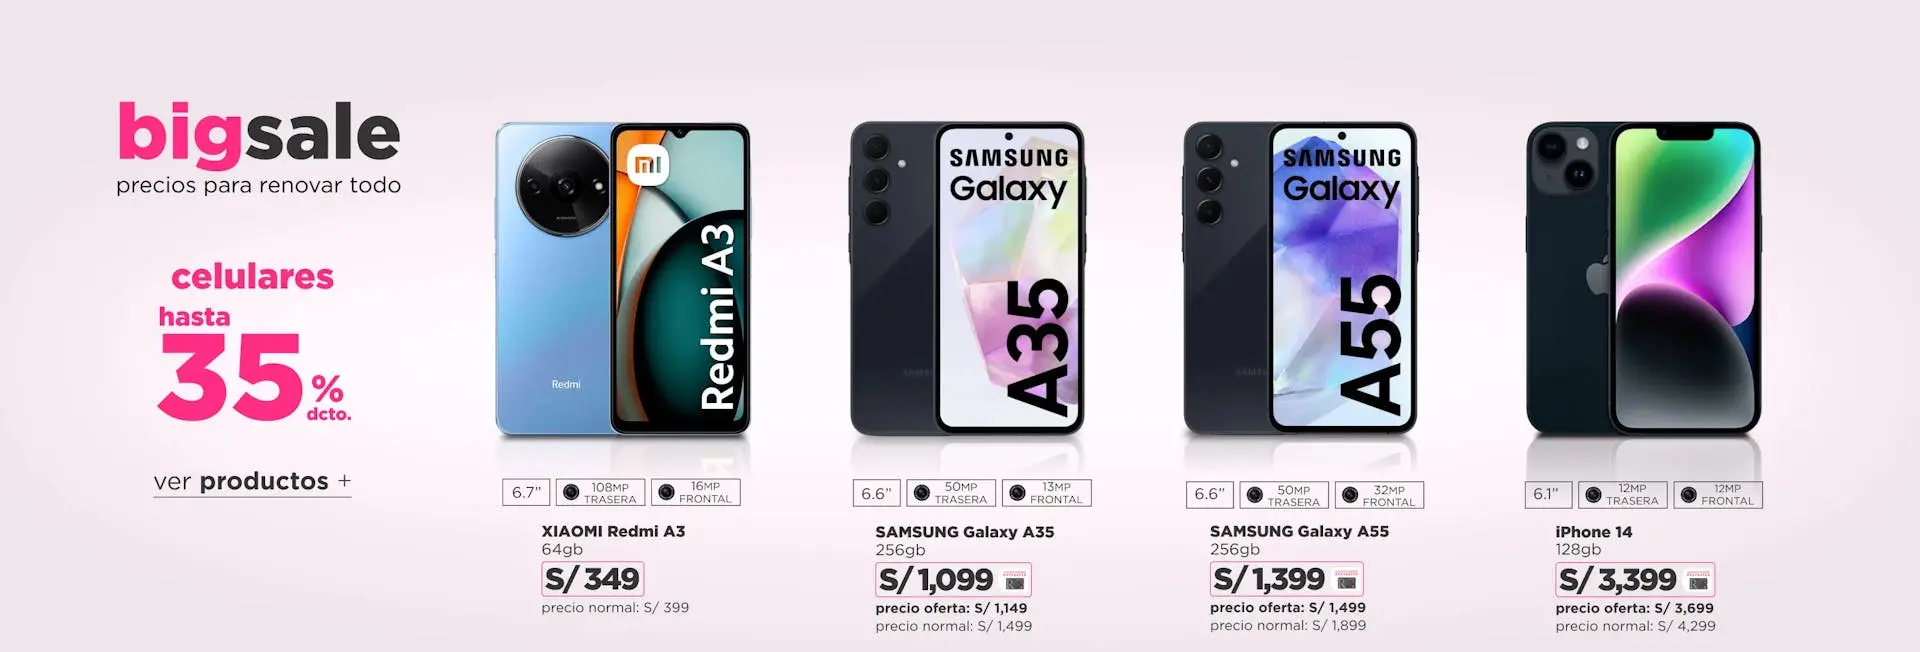 bigsale
precios para renovar todo
celulares
hasta
35%
dcto.
ver productos +
Redmi
Redmi A3
6.7”
108MP
TRASERA
16MP
FRONTAL
XIAOMI Redmi A3
64gb
S/ 349
precio normal: S/ 399
SAMSUNG
Galaxy
A35
6.6”
50MP
TRASERA
13MP
FRONTAL
SAMSUNG Galaxy A35
256gb
S/ 1,099
precio oferta: S/ 1,149
precio normal: S/ 1,499
SAMSUNG
Galaxy
A55
6.6”
50MP
TRASERA
32MP
FRONTAL
SAMSUNG Galaxy A55
256gb
S/ 1,399
precio oferta: S/ 1,499
precio normal: S/ 1,899
6.1”
12MP
TRASERA
12MP
FRONTAL
iPhone 14
128gb
S/ 3,399
precio oferta: S/ 3,699
precio normal: S/ 4,299